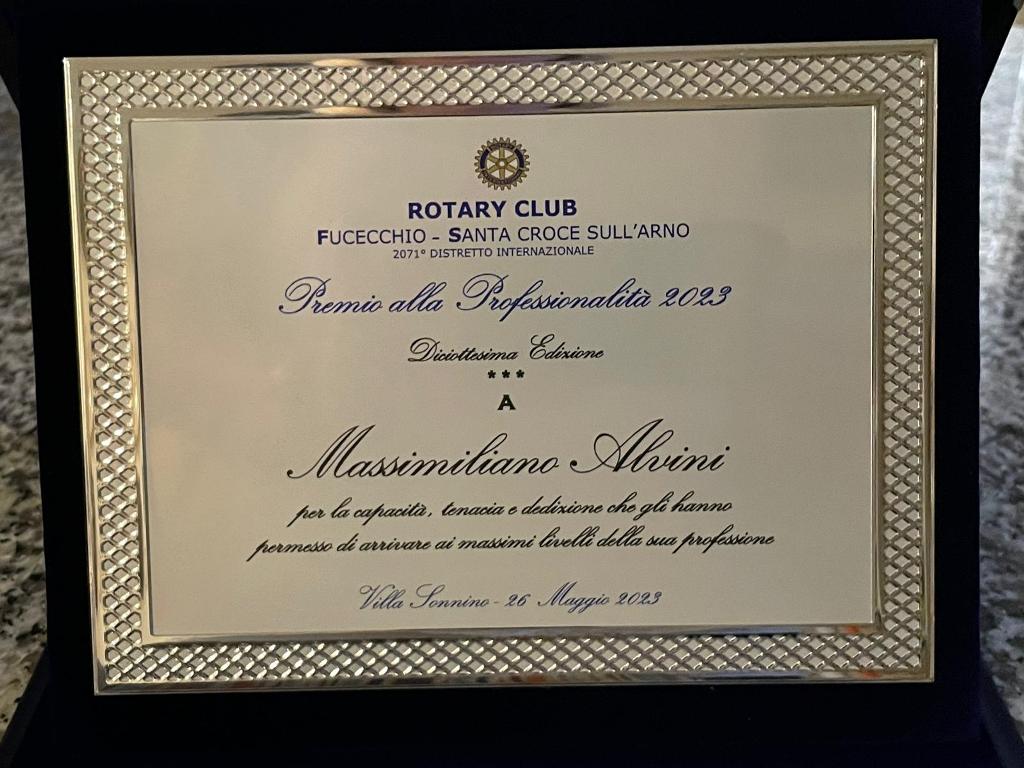 ROTARY CLUB
FUCECCHIO - SANTA CROCE SULL'ARNO
2071° DISTRETTO INTERNAZIONALE
Premio alla Professionalità 2023
Diciottesima Edizione
***
A
Massimiliano Alvini
per la capacità, tenacia e dedizione che gli hanno
permesso di arrivare ai massimi livelli della sua professione
Villa Sonnino - 26 Maggio 2023